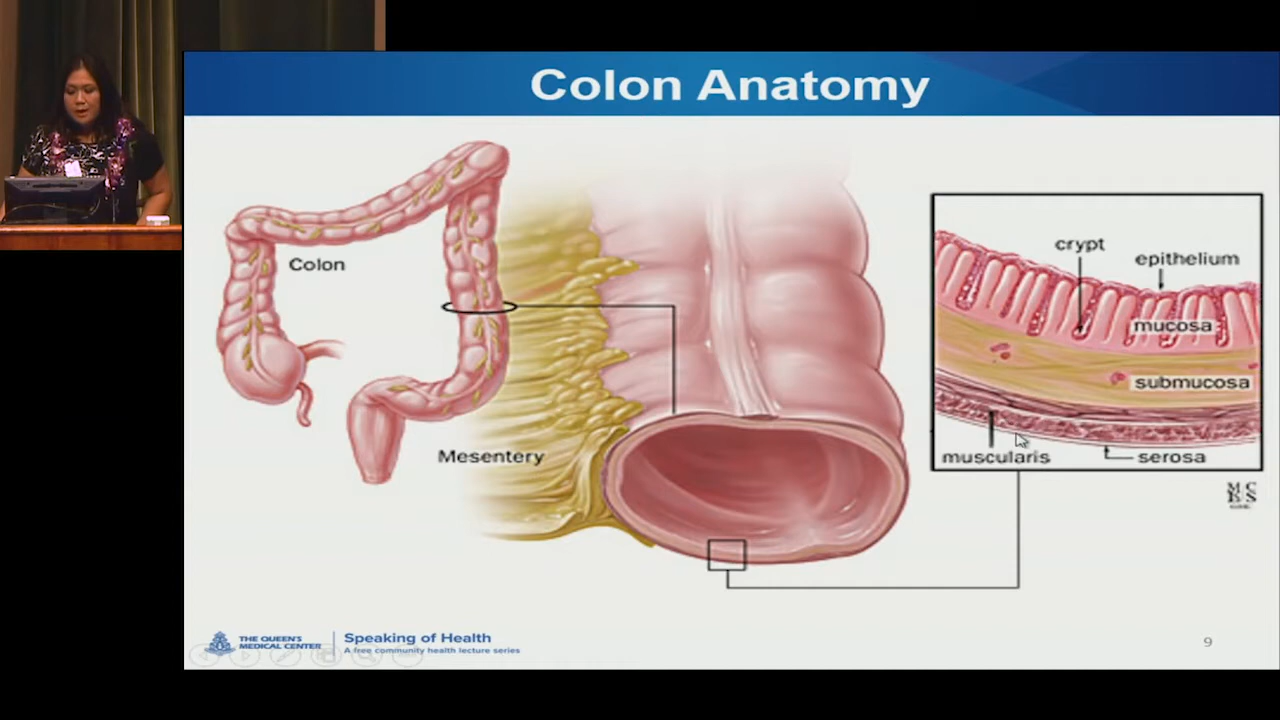 Colon Anatomy
Colon
Mesentery
crypt
epithelium
mucosa
submucosa
muscularis
serosa
THE QUEEN'S
MEDICAL CENTER
Speaking of Health
A free community health lecture series
9